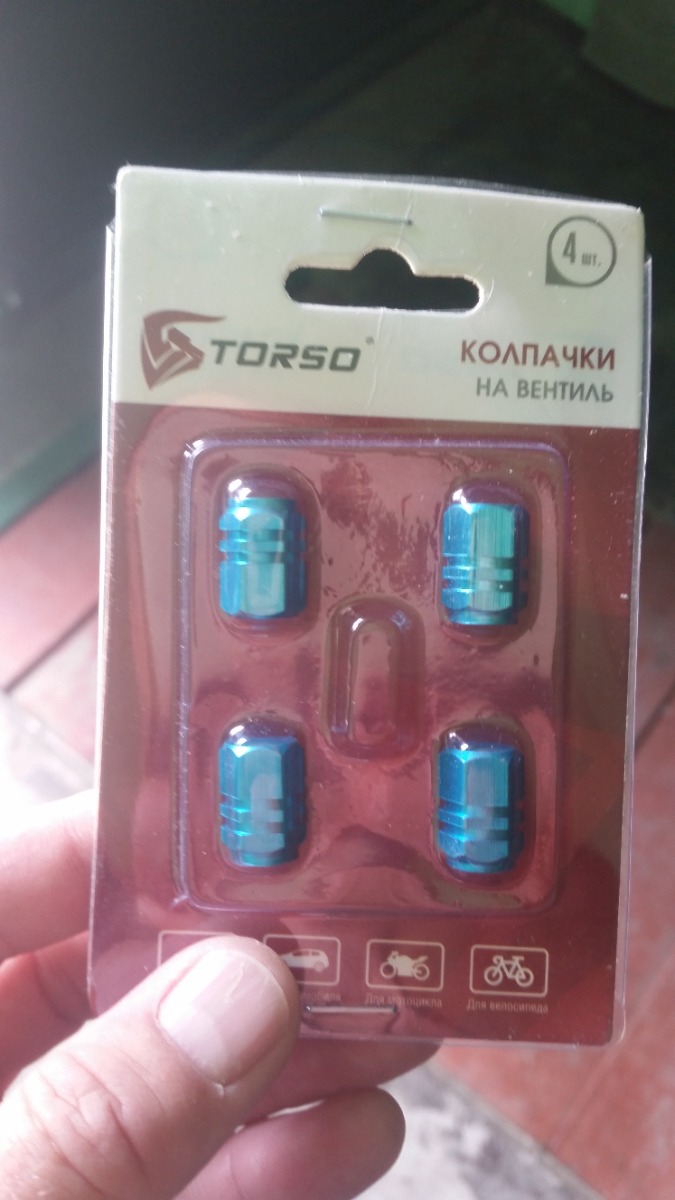 4 шт.
TORSO®
КОЛПАЧКИ
НА ВЕНТИЛЬ
Для мотоцикла
Для велосипеда